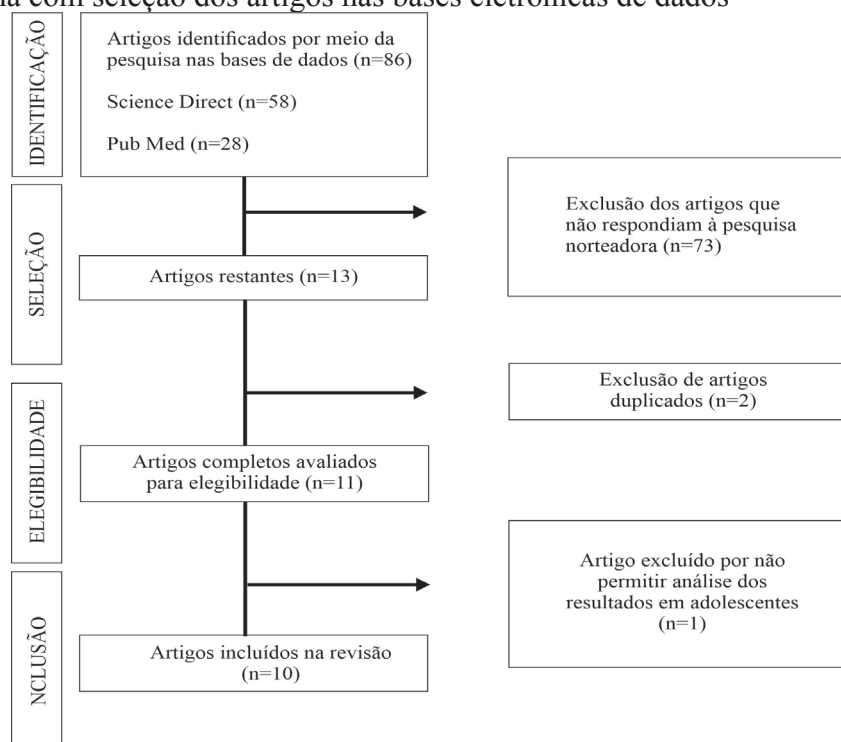 com seleção dos artigos nas bases eletrônicas de dados
IDENTIFICAÇÃO
Artigos identificados por meio da
pesquisa nas bases de dados (n=86)
Science Direct (n=58)
Pub Med (n=28)
Exclusão dos artigos que
não respondiam à pesquisa
norteadora (n=73)
SELEÇÃO
Artigos restantes (n=13)
Exclusão de artigos
duplicados (n=2)
ELEGIBILIDADE
Artigos completos avaliados
para elegibilidade (n=11)
Artigo excluído por não
permitir análise dos
resultados em adolescentes
(n=1)
NCLUSÃO
Artigos incluídos na revisão
(n=10)